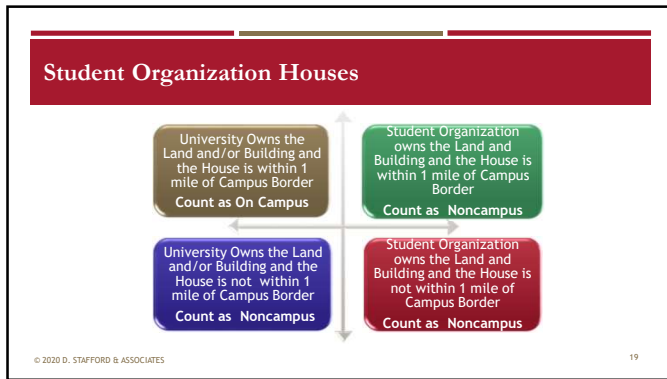 Student Organization Houses
University Owns the
Land and/or Building and
the House is within 1
mile of Campus Border
Count as On Campus
Student Organization
owns the Land and
Building and the House is
within 1 mile of Campus
Border
Count as Noncampus
University Owns the Land
and/or Building and the
House is not within 1
mile of Campus Border
Count as Noncampus
Student Organization
owns the Land and
Building and the House is
not within 1 mile of
Campus Border
Count as Noncampus
© 2020 D. STAFFORD & ASSOCIATES
19